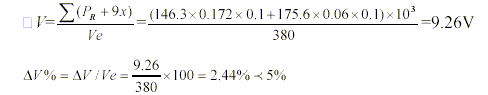 □ V = ∑(P_R + 9x) / Ve = (146.3×0.172×0.1+175.6×0.06×0.1)×10³ / 380 =9.26V
ΔV% = ΔV / Ve = 9.26 / 380 ×100 = 2.44% ≺ 5%